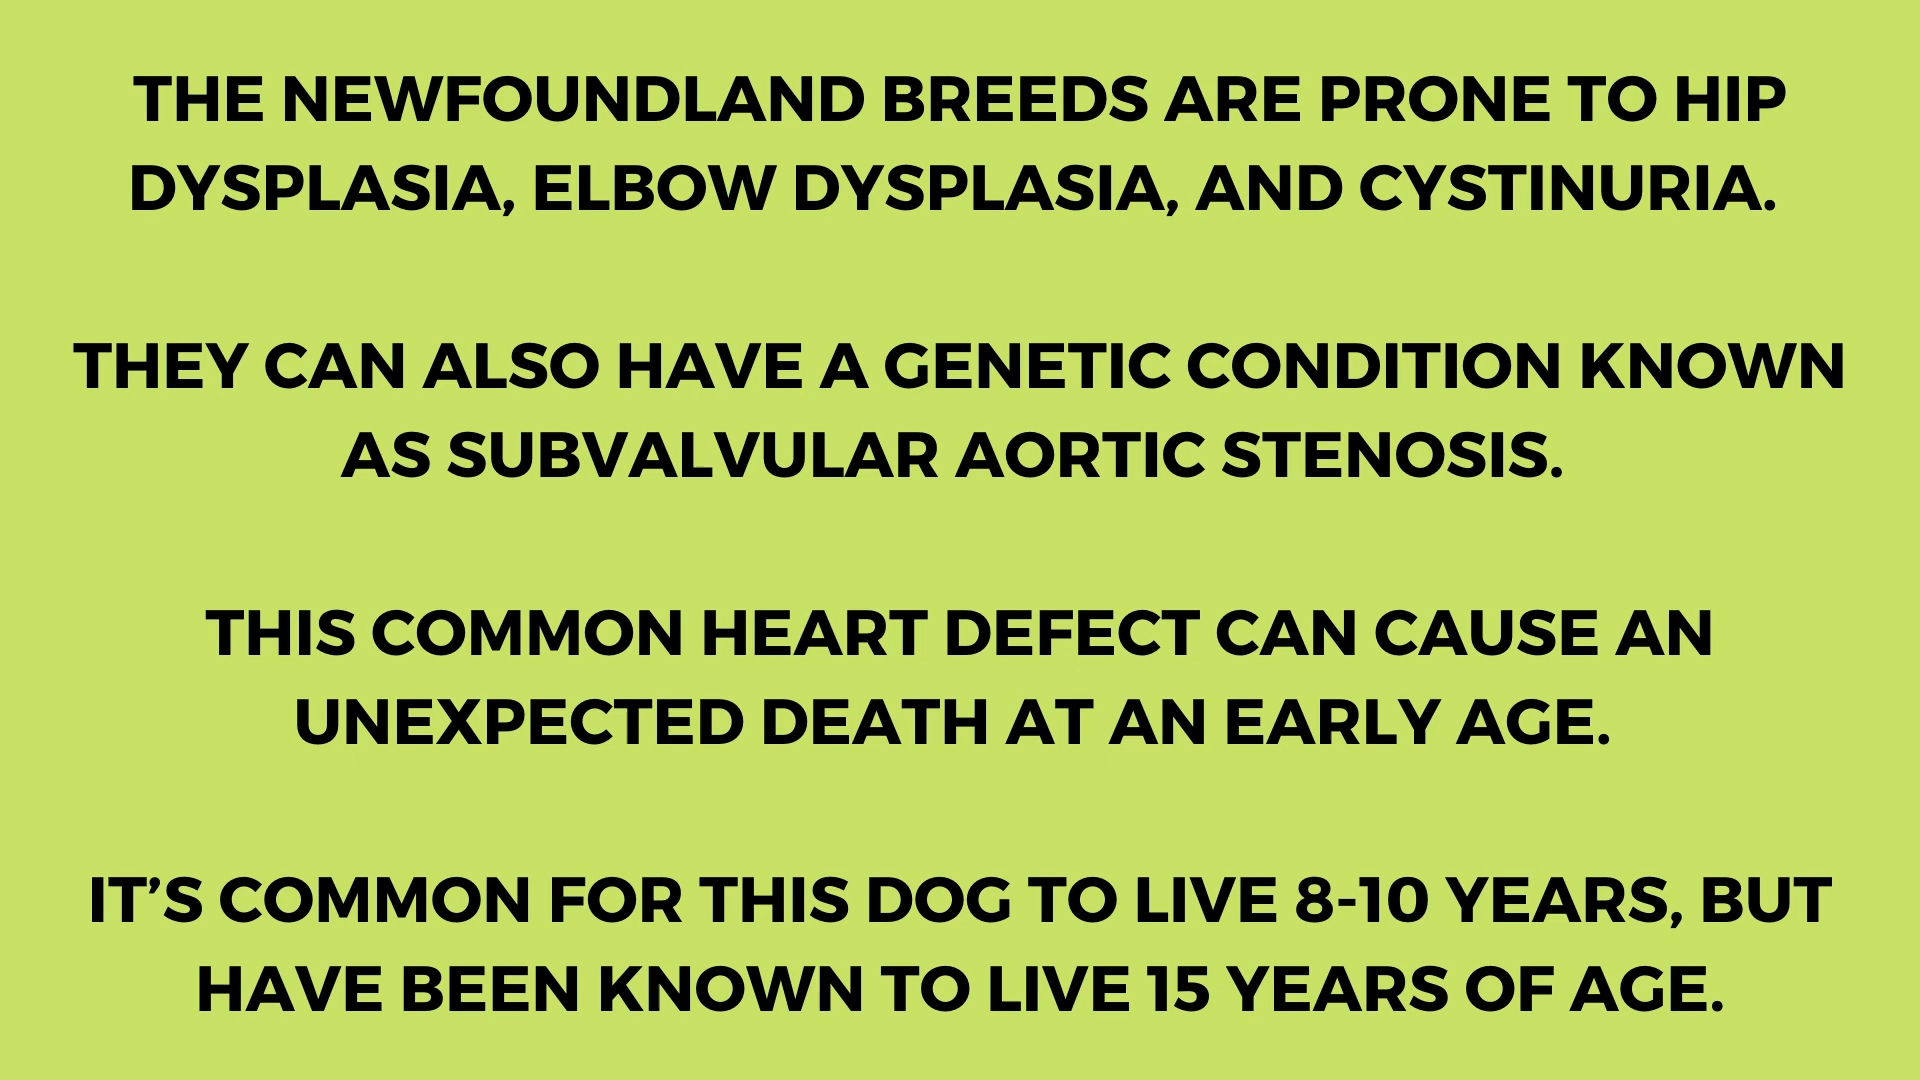 THE NEWFOUNDLAND BREEDS ARE PRONE TO HIP
DYSPLASIA, ELBOW DYSPLASIA, AND CYSTINURIA.
THEY CAN ALSO HAVE A GENETIC CONDITION KNOWN
AS SUBVALVULAR AORTIC STENOSIS.
THIS COMMON HEART DEFECT CAN CAUSE AN
UNEXPECTED DEATH AT AN EARLY AGE.
IT’S COMMON FOR THIS DOG TO LIVE 8-10 YEARS, BUT
HAVE BEEN KNOWN TO LIVE 15 YEARS OF AGE.